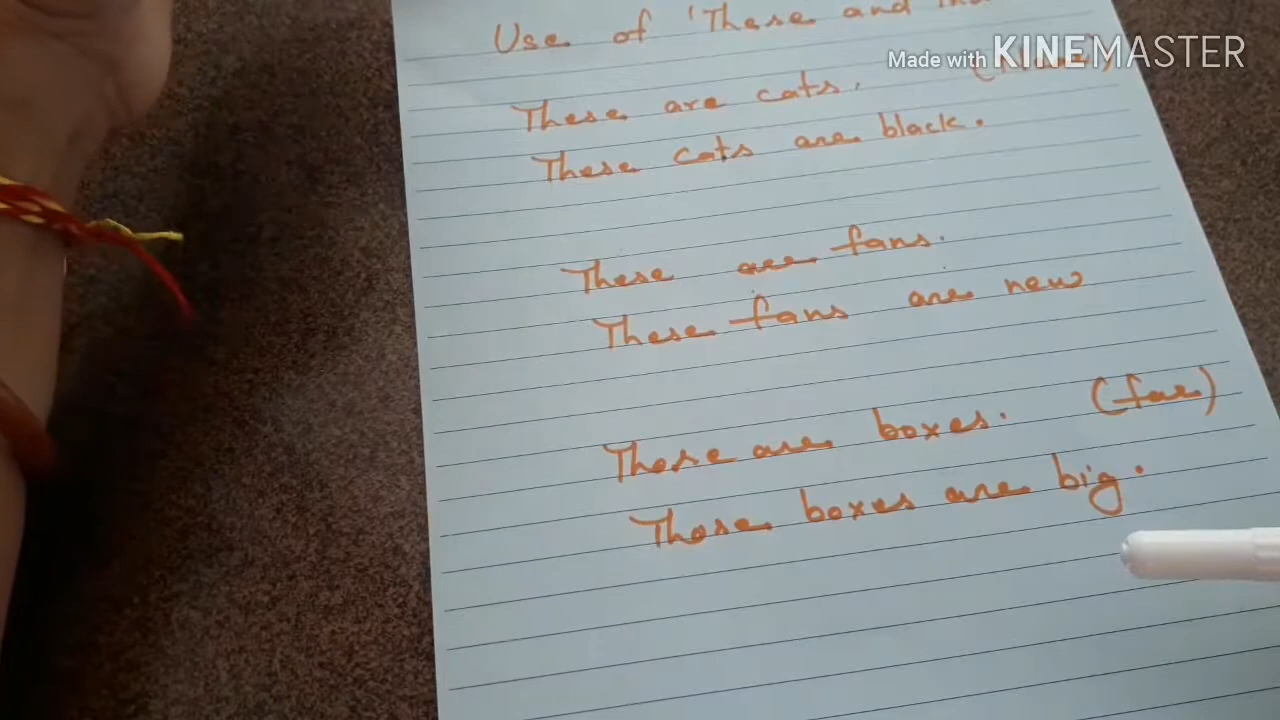 Use of 'These and
Made with KINEMASTER
These are cats.
These cats are black.
These are fans.
These fans are new
Those are boxes. (far)
Those boxes are big.